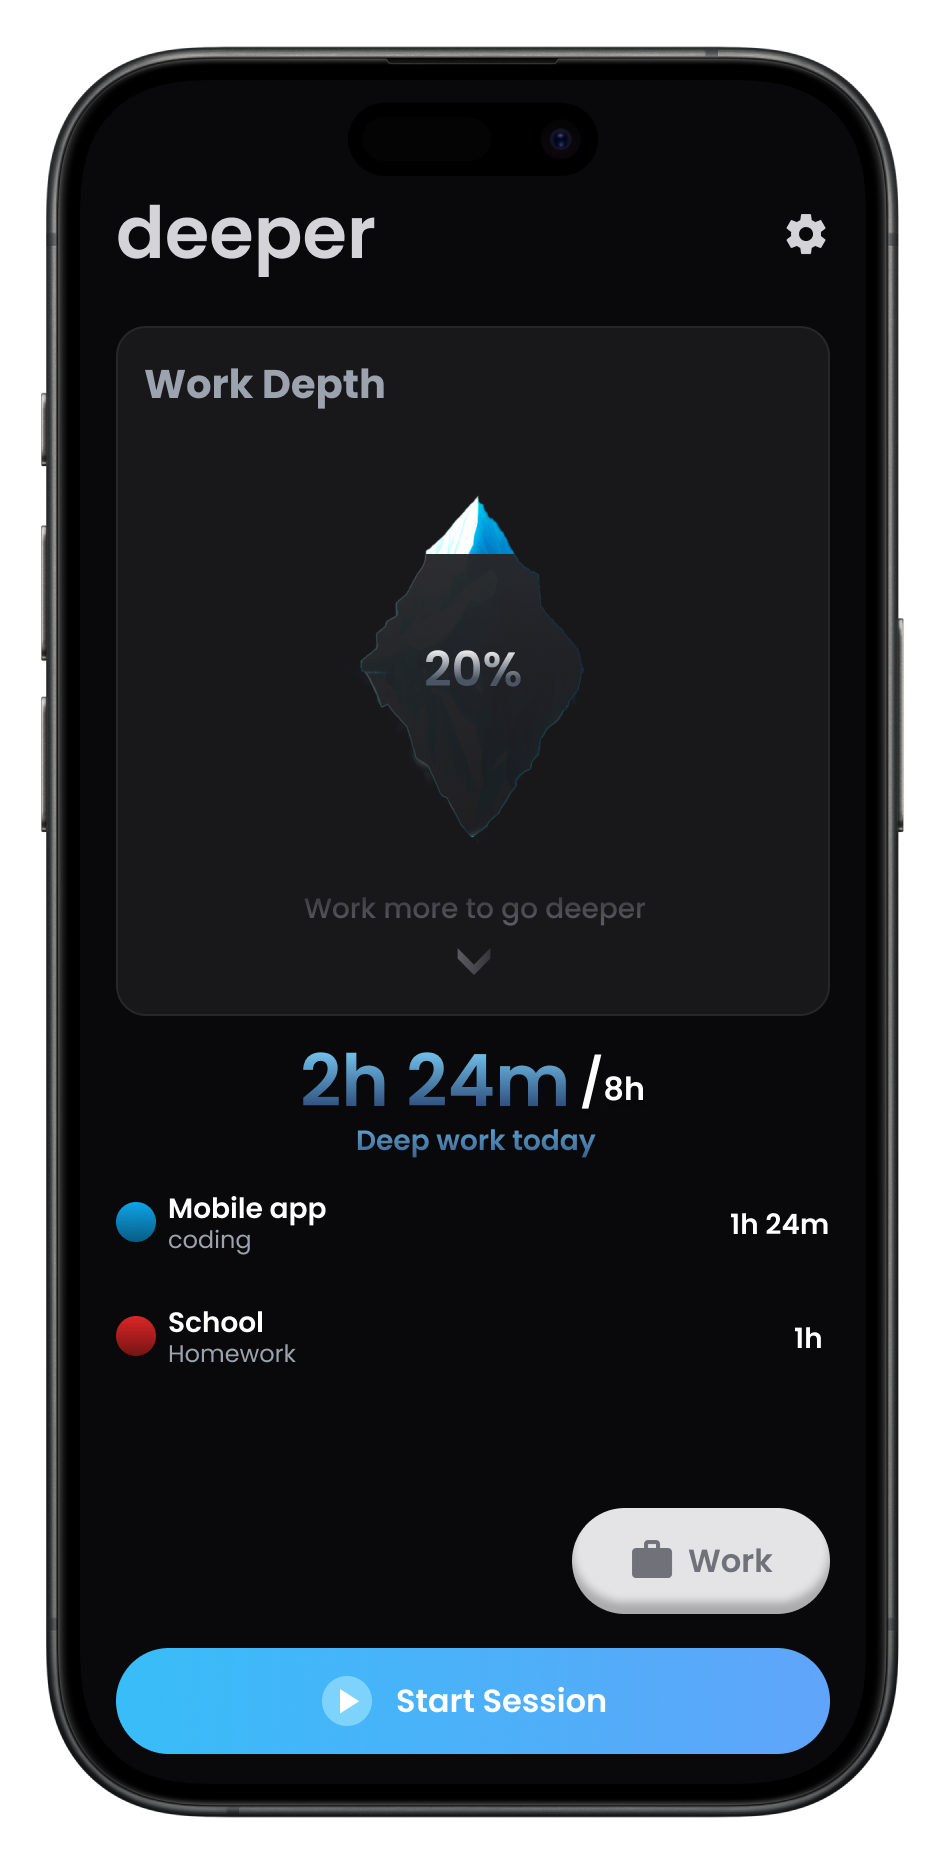 deeper
Work Depth
20%
Work more to go deeper
2h 24m /8h
Deep work today
Mobile app
coding
1h 24m
School
Homework
1h
Work
Start Session